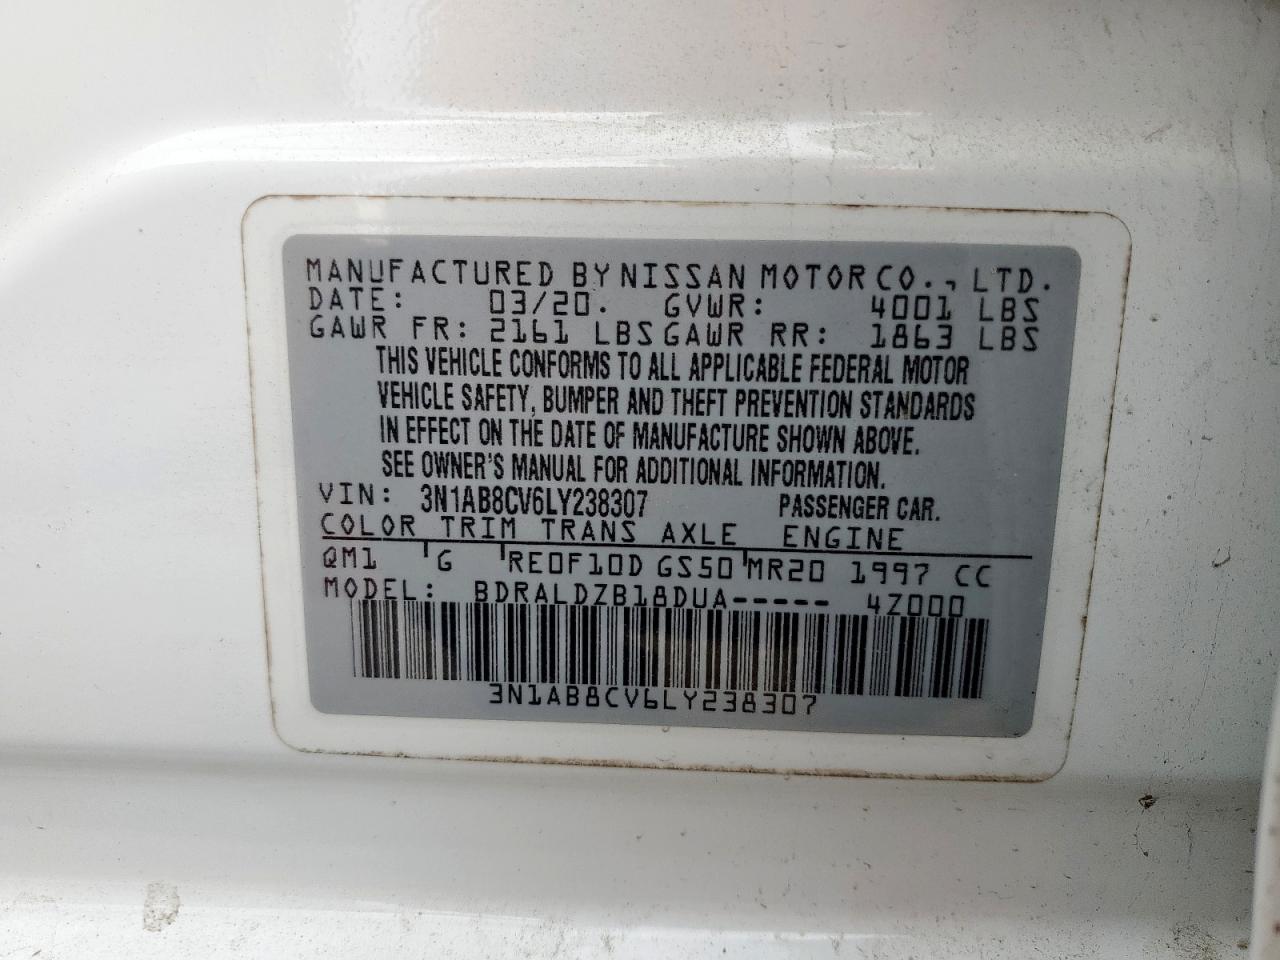 MANUFACTURED BY NISSAN MOTOR CO., LTD.
DATE: 03/20. GVWR: 4001 LBS
GAWR FR: 2161 LBS GAWR RR: 1863 LBS
THIS VEHICLE CONFORMS TO ALL APPLICABLE FEDERAL MOTOR
VEHICLE SAFETY, BUMPER AND THEFT PREVENTION STANDARDS
IN EFFECT ON THE DATE OF MANUFACTURE SHOWN ABOVE.
SEE OWNER'S MANUAL FOR ADDITIONAL INFORMATION.
VIN: 3N1AB8CV6LY238307 PASSENGER CAR.
COLOR TRIM TRANS AXLE ENGINE
QM1 G RE0F10D GS50 MR20 1997 CC
MODEL: BDRALDZB18DUA----- 4Z000
3N1AB8CV6LY238307